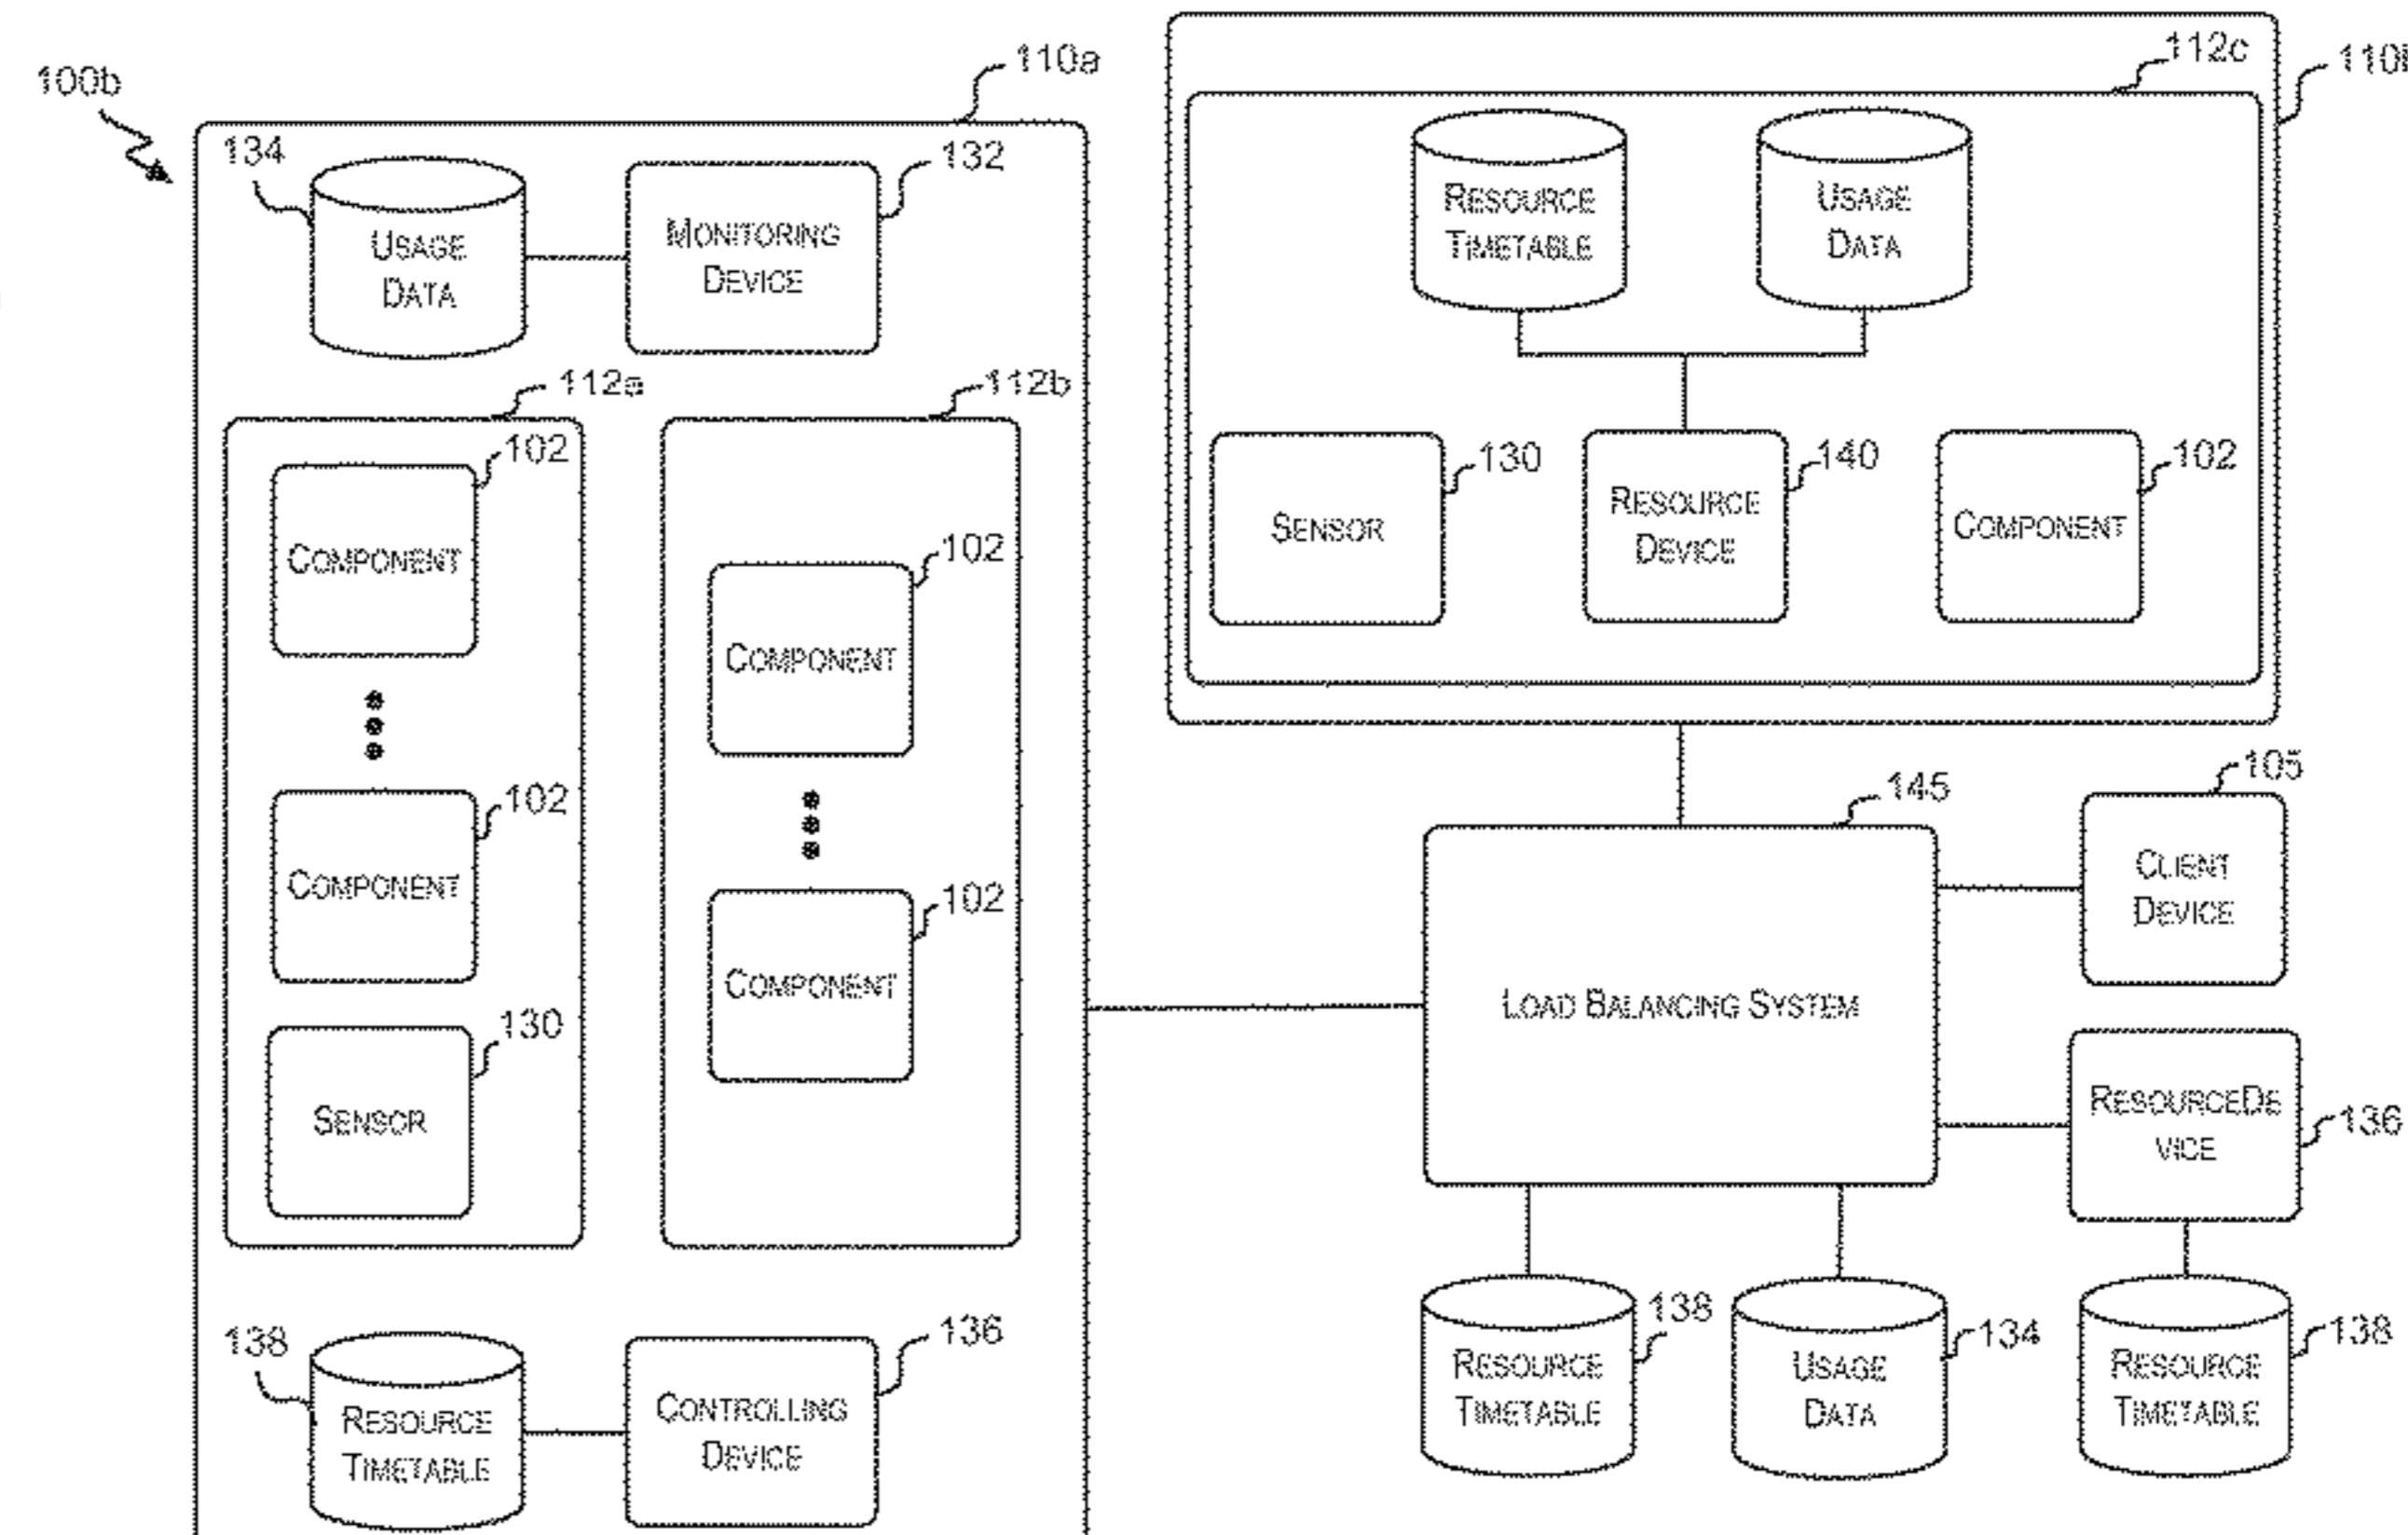 100b
110a
134
USAGE
DATA
MONITORING
DEVICE
132
112a
102
COMPONENT
102
COMPONENT
130
SENSOR
112b
102
COMPONENT
102
COMPONENT
138
RESOURCE
TIMETABLE
CONTROLLING
DEVICE
136
112c
RESOURCE
TIMETABLE
USAGE
DATA
SENSOR
130
RESOURCE
DEVICE
140
COMPONENT
102
145
LOAD BALANCING SYSTEM
105
CLIENT
DEVICE
RESOURCEDE
VICE
136
RESOURCE
TIMETABLE
138
USAGE
DATA
134
RESOURCE
TIMETABLE
138